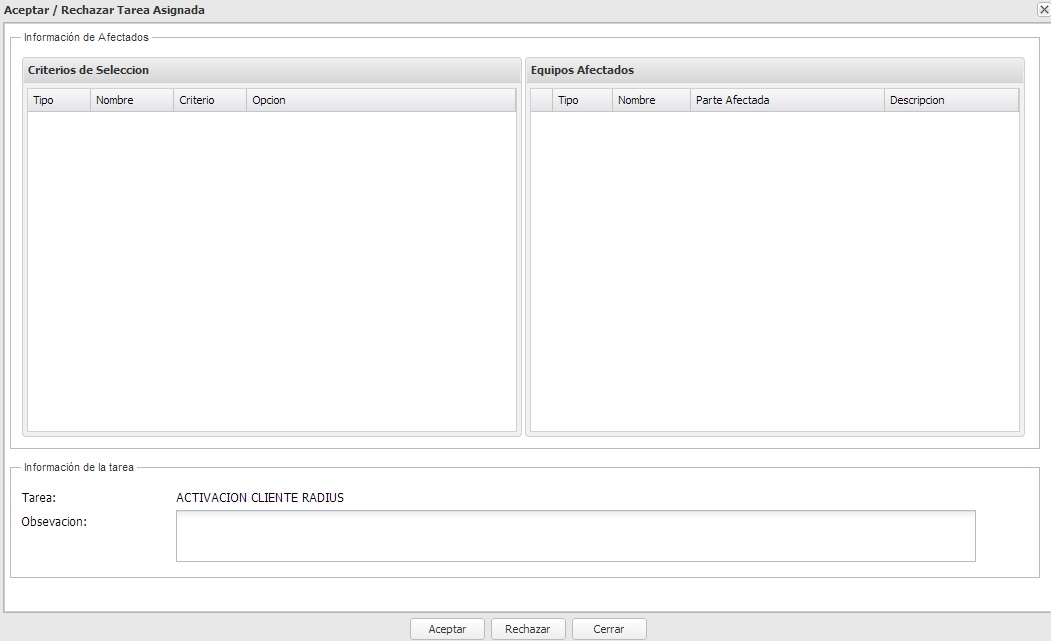 Aceptar / Rechazar Tarea Asignada
Información de Afectados
Criterios de Seleccion
Equipos Afectados
Tipo Nombre Criterio Opcion
Tipo Nombre Parte Afectada Descripcion
Información de la tarea
Tarea: ACTIVACION CLIENTE RADIUS
Obsevacion:
Aceptar Rechazar Cerrar